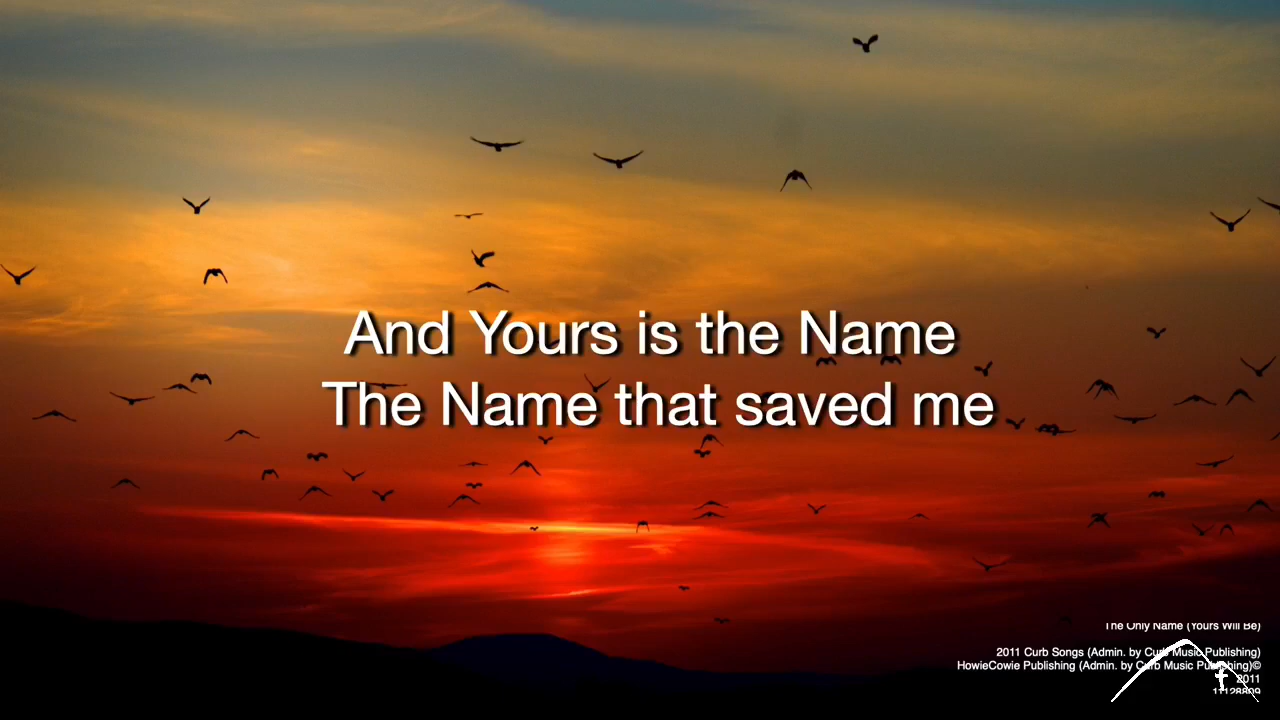 And Yours is the Name
The Name that saved me
The Only Name (Yours Will Be)
2011 Curb Songs (Admin. by Curb Music Publishing)
HowieCowie Publishing (Admin. by Curb Music Publishing)©
2011
11128809